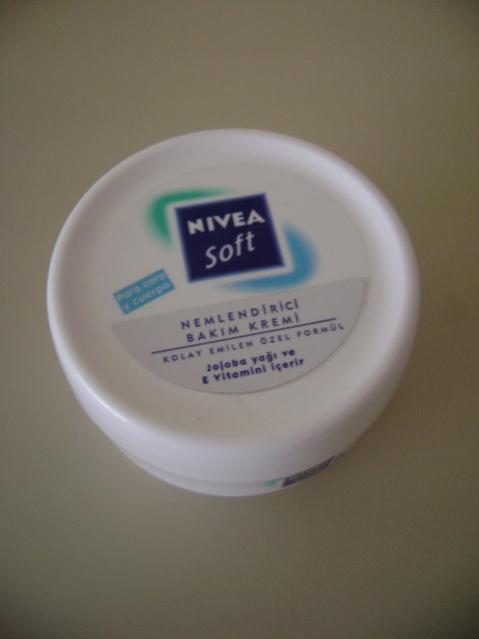 NIVEA
Soft
Para cara
y cuerpo
NEMLENDİRİCİ
BAKIM KREMİ
KOLAY EMİLEN ÖZEL FORMÜL
Jojoba yağı ve
E Vitamini içerir